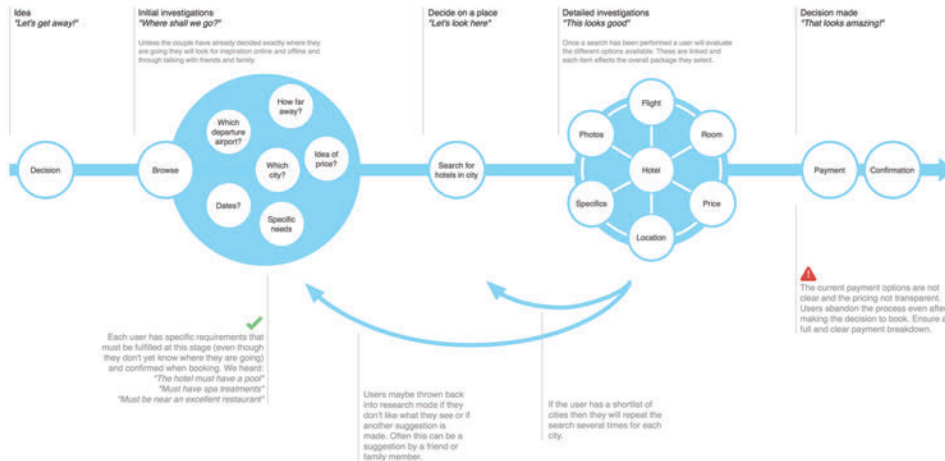 Idea
"Let's get away!"
Initial investigations
"Where shall we go?"
Unless the couple have already decided exactly where they
are going they will look for inspiration online and offline and
through talking with friends and family.
Decide on a place
"Let's look here"
Detailed investigations
"This looks good"
Once a search has been performed a user will evaluate
the different options available. These are linked and
each item effects the overall package they select.
Decision made
"That looks amazing!"
Decision
Browse
How far
away?
Which
departure
airport?
Idea of
price?
Which
city?
Dates?
Specific
needs
Search for
hotels in city
Flight
Photos
Room
Hotel
Specifics
Price
Location
Payment
Confirmation
Each user has specific requirements that
must be fulfilled at this stage (even though
they don't yet know where they are going)
and confirmed when booking. We heard:
"The hotel must have a pool"
"Must have spa treatments"
"Must be near an excellent restaurant"
Users maybe thrown back
into research mode if they
don't like what they see or if
another suggestion is
made. Often this can be a
suggestion by a friend or
family member.
If the user has a shortlist of
cities then they will repeat the
search several times for each
city.
The current payment options are not
clear and the pricing not transparent.
Users abandon the process even after
making the decision to book. Ensure a
full and clear payment breakdown.